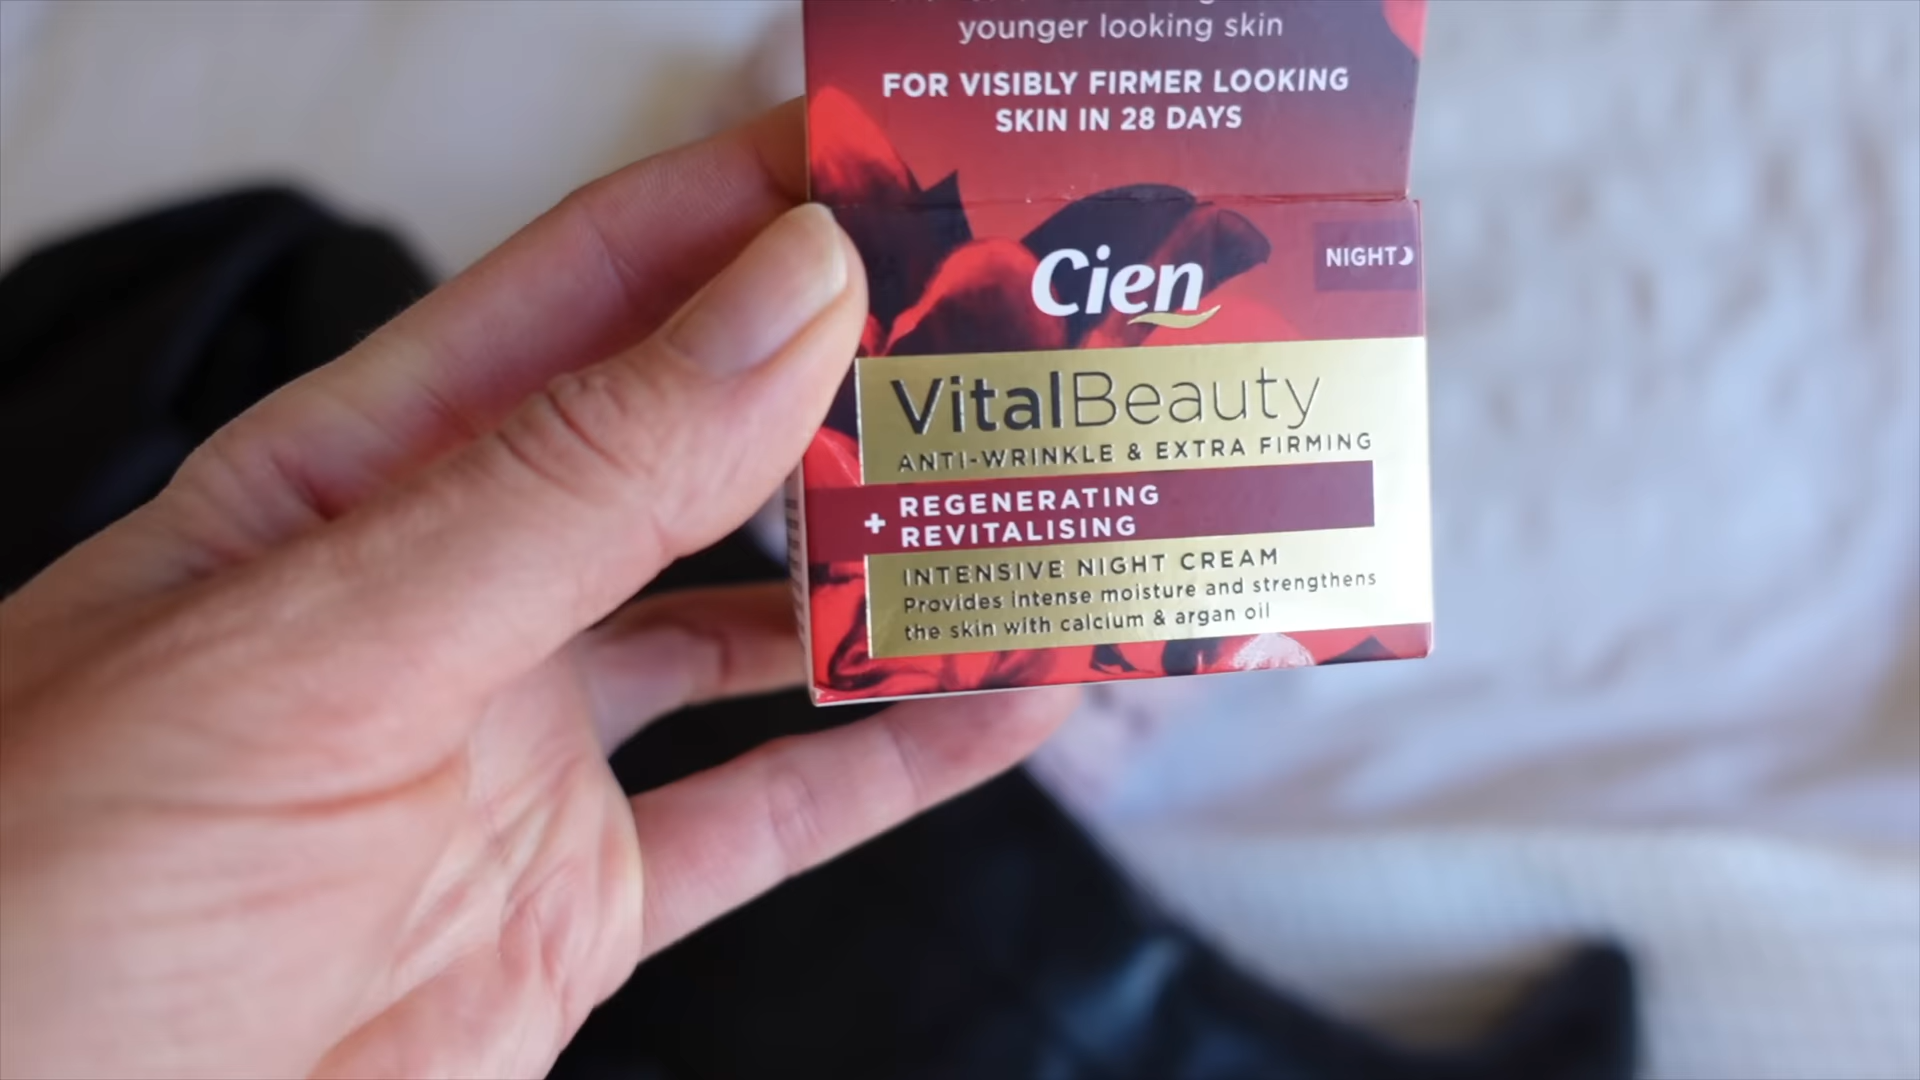 younger looking skin
FOR VISIBLY FIRMER LOOKING
SKIN IN 28 DAYS
Cien
NIGHT
VitalBeauty
ANTI-WRINKLE & EXTRA FIRMING
+ REGENERATING
REVITALISING
INTENSIVE NIGHT CREAM
Provides intense moisture and strengthens
the skin with calcium & argan oil